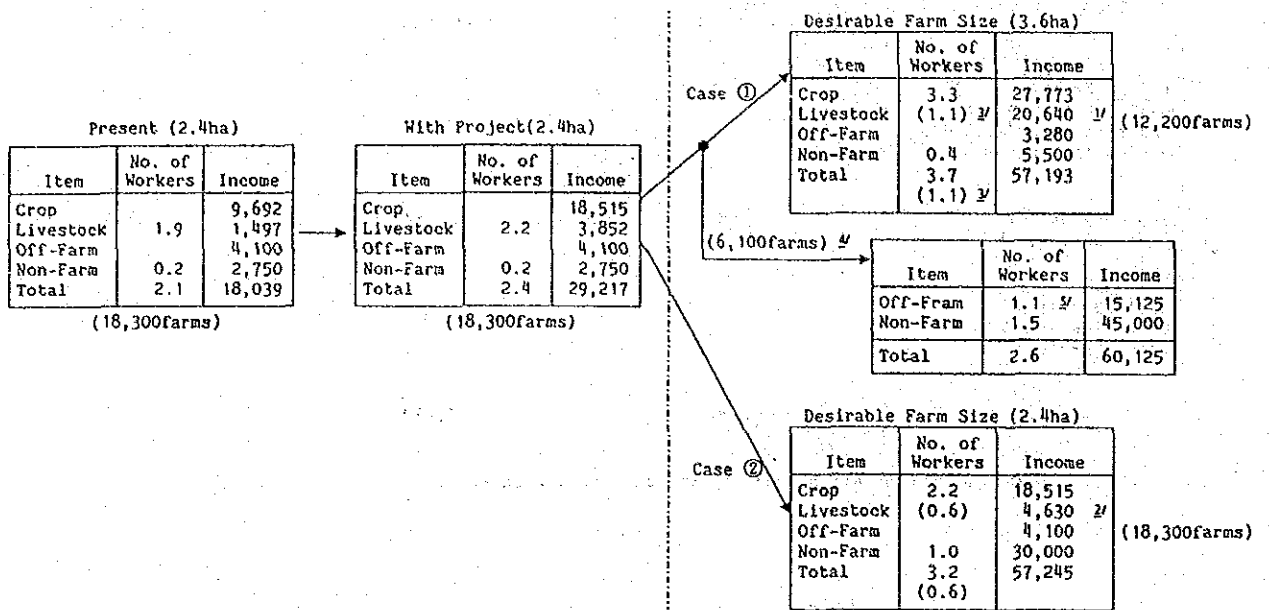 Present (2.4ha)
Item No. of Workers Income
Crop 9,692
Livestock 1.9 1,497
Off-Farm 4,100
Non-Farm 0.2 2,750
Total 2.1 18,039
(18,300farms)
With Project(2.4ha)
Item No. of Workers Income
Crop 18,515
Livestock 2.2 3,852
Off-Farm 4,100
Non-Farm 0.2 2,750
Total 2.4 29,217
(18,300farms)
Case ①
Desirable Farm Size (3.6ha)
Item No. of Workers Income
Crop 3.3 27,773
Livestock (1.1) 3/ 20,640 1/ (12,200farms)
Off-Farm 3,280
Non-Farm 0.4 5,500
Total 3.7 57,193
(1.1) 3/
(6,100farms) 4/
Item No. of Workers Income
Off-Fram 1.1 5/ 15,125
Non-Farm 1.5 45,000
Total 2.6 60,125
Case ②
Desirable Farm Size (2.4ha)
Item No. of Workers Income
Crop 2.2 18,515
Livestock (0.6) 4,630 2/
Off-Farm 4,100 (18,300farms)
Non-Farm 1.0 30,000
Total 3.2 57,245
(0.6)